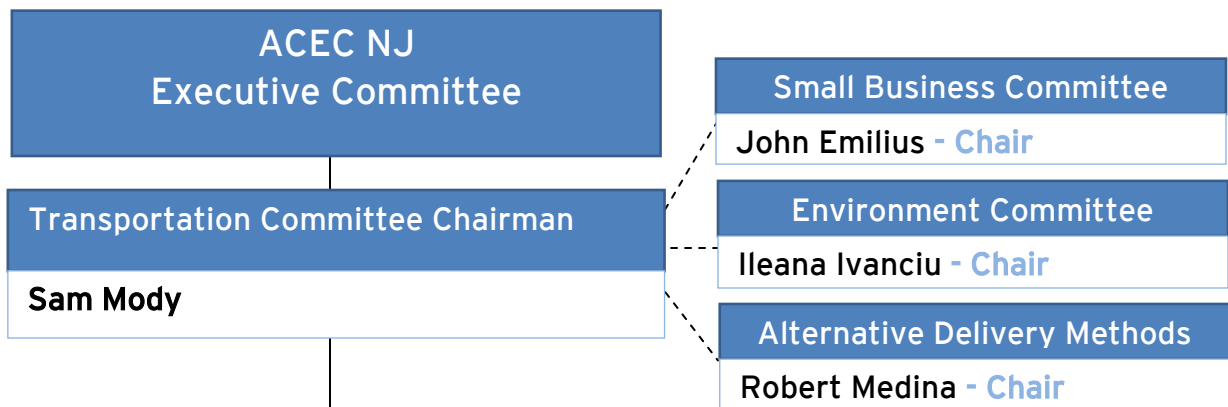 ACEC NJ
Executive Committee
Transportation Committee Chairman
Sam Mody
Small Business Committee
John Emilius - Chair
Environment Committee
Ileana Ivanciu - Chair
Alternative Delivery Methods
Robert Medina - Chair